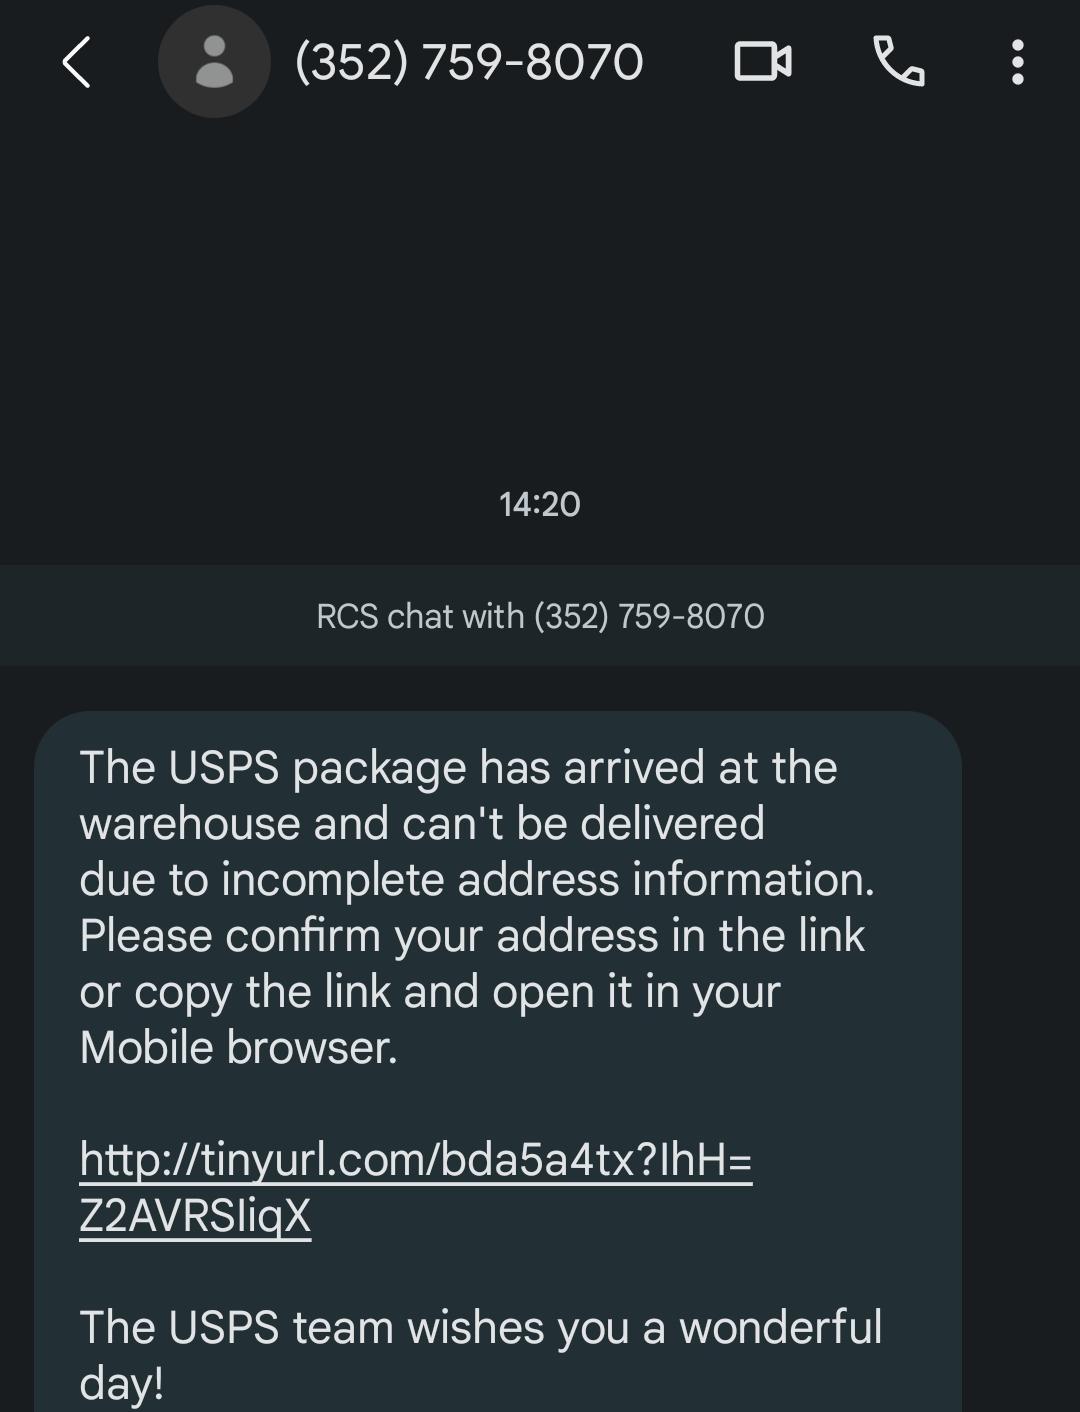 (352) 759-8070
14:20
RCS chat with (352) 759-8070
The USPS package has arrived at the
warehouse and can't be delivered
due to incomplete address information.
Please confirm your address in the link
or copy the link and open it in your
Mobile browser.
http://tinyurl.com/bda5a4tx?IhH=
Z2AVRSIiqX
The USPS team wishes you a wonderful
day!